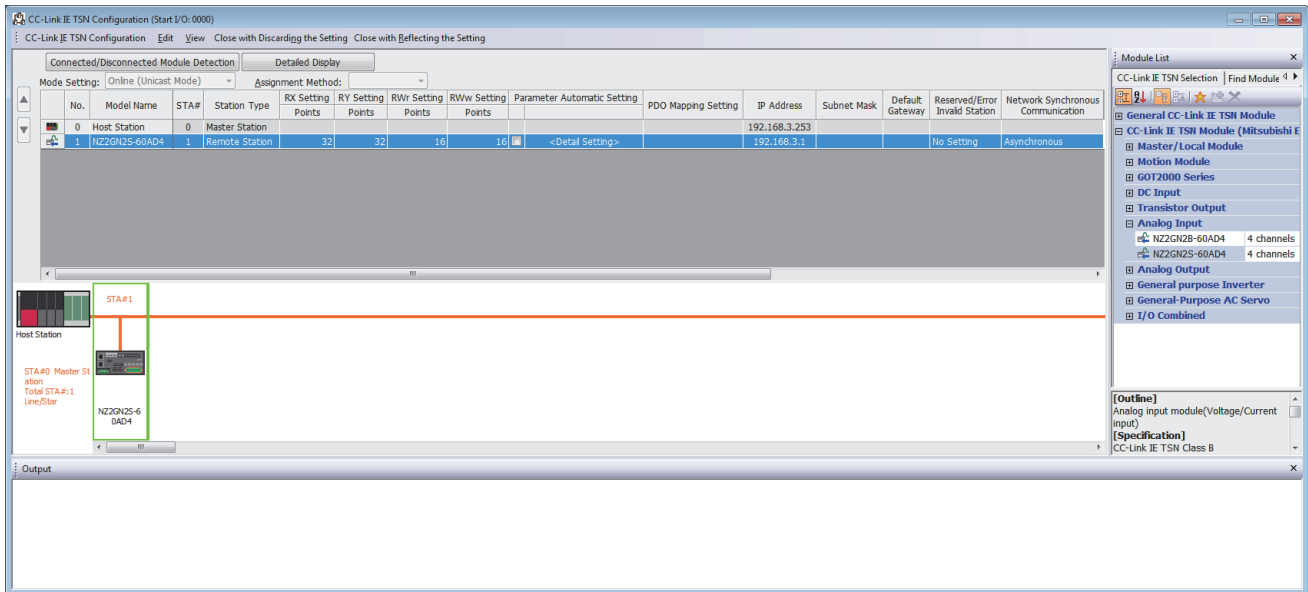 CC-Link IE TSN Configuration (Start I/O: 0000)
CC-Link IE TSN Configuration Edit View Close with Discarding the Setting Close with Reflecting the Setting
Connected/Disconnected Module Detection Detailed Display
Mode Setting: Online (Unicast Mode) Assignment Method:
No. Model Name STA# Station Type RX Setting RY Setting RWr Setting RWw Setting Parameter Automatic Setting PDO Mapping Setting IP Address Subnet Mask Default Gateway Reserved/Error Invalid Station Network Synchronous Communication
Points Points Points Points
0 Host Station 0 Master Station 192.168.3.253
1 NZ2GN2S-60AD4 1 Remote Station 32 32 16 16 <Detail Setting> 192.168.3.1 No Setting Asynchronous
STA#1
Host Station
STA#0 Master St
ation
Total STA#:1
Line/Star
NZ2GN2S-6
0AD4
Module List
CC-Link IE TSN Selection Find Module
General CC-Link IE TSN Module
CC-Link IE TSN Module (Mitsubishi E
Master/Local Module
Motion Module
GOT2000 Series
DC Input
Transistor Output
Analog Input
NZ2GN2B-60AD4 4 channels
NZ2GN2S-60AD4 4 channels
Analog Output
General purpose Inverter
General-Purpose AC Servo
I/O Combined
[Outline]
Analog input module(Voltage/Current
input)
[Specification]
CC-Link IE TSN Class B
Output